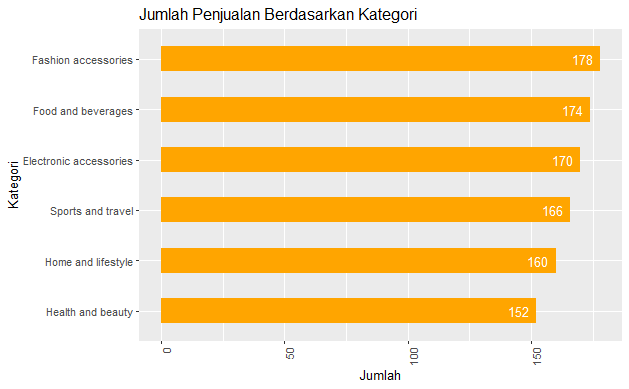 Jumlah Penjualan Berdasarkan Kategori
Kategori
Fashion accessories 178
Food and beverages 174
Electronic accessories 170
Sports and travel 166
Home and lifestyle 160
Health and beauty 152
0 50 100 150
Jumlah